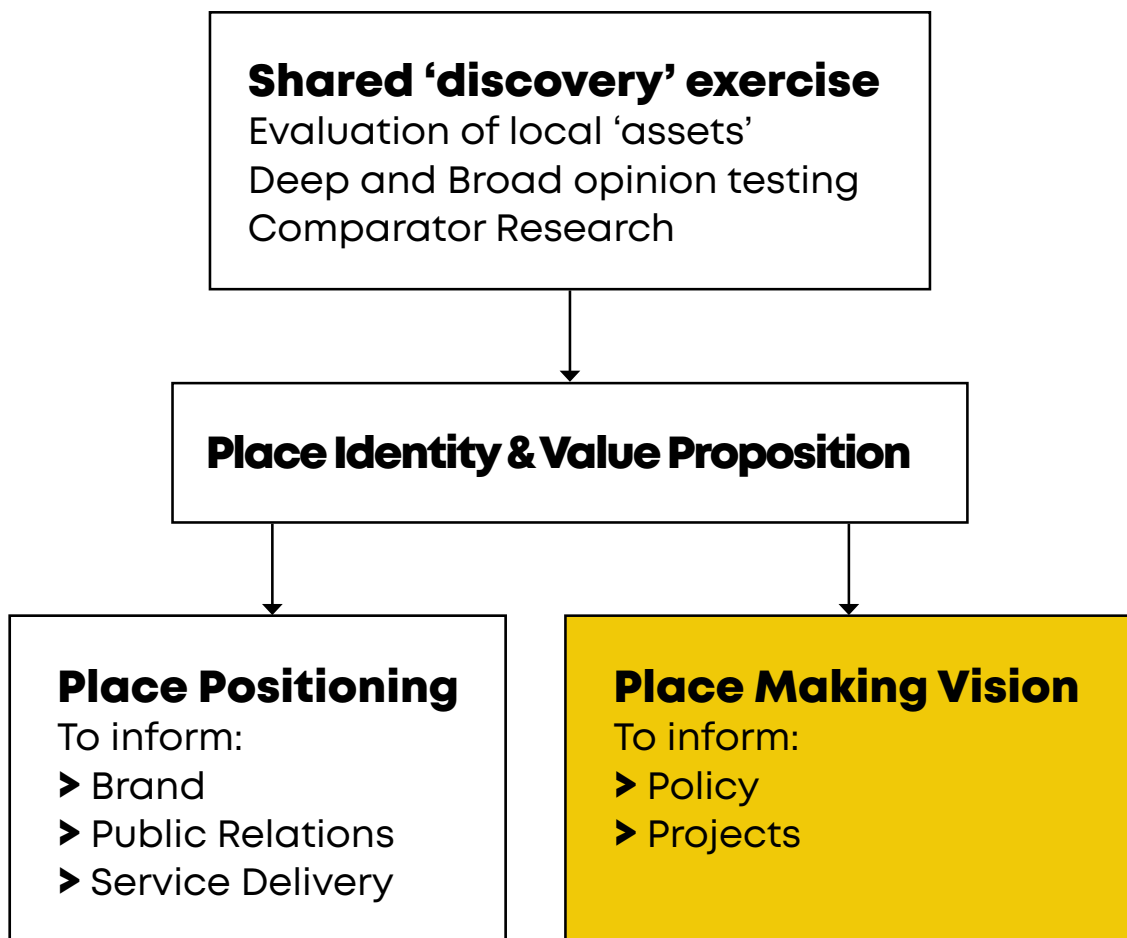 Shared ‘discovery’ exercise
Evaluation of local ‘assets’
Deep and Broad opinion testing
Comparator Research
Place Identity & Value Proposition
Place Positioning
To inform:
> Brand
> Public Relations
> Service Delivery
Place Making Vision
To inform:
> Policy
> Projects